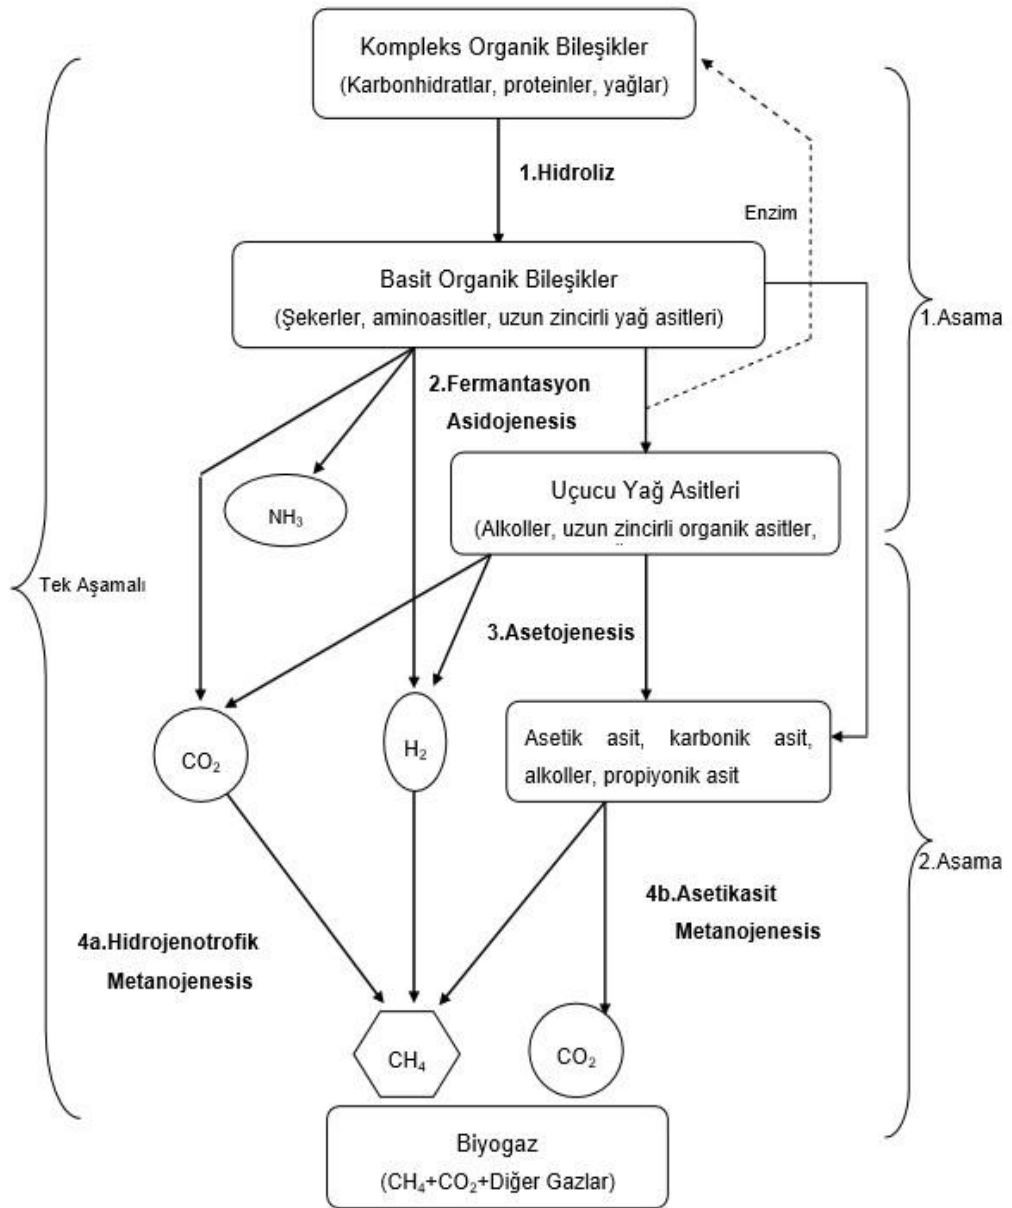 Kompleks Organik Bileşikler
(Karbonhidratlar, proteinler, yağlar)
1.Hidroliz
Enzim
Basit Organik Bileşikler
(Şekerler, aminoasitler, uzun zincirli yağ asitleri)
1.Asama
2.Fermantasyon
Asidojenesis
NH₃
Uçucu Yağ Asitleri
(Alkoller, uzun zincirli organik asitler,
Tek Aşamalı
3.Asetojenesis
CO₂
H₂
Asetik asit, karbonik asit,
alkoller, propiyonik asit
2.Aşama
4a.Hidrojenotrofik
Metanojenesis
4b.Asetikasit
Metanojenesis
CH₄
CO₂
Biyogaz
(CH₄+CO₂+Diğer Gazlar)